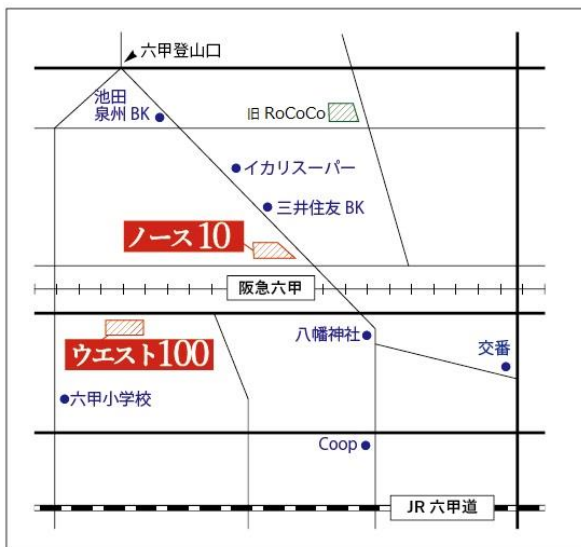 六甲登山口
池田
泉州 BK
旧 RoCoCo
イカリスーパー
三井住友 BK
ノース10
阪急六甲
八幡神社
交番
ウエスト100
六甲小学校
Coop
JR 六甲道